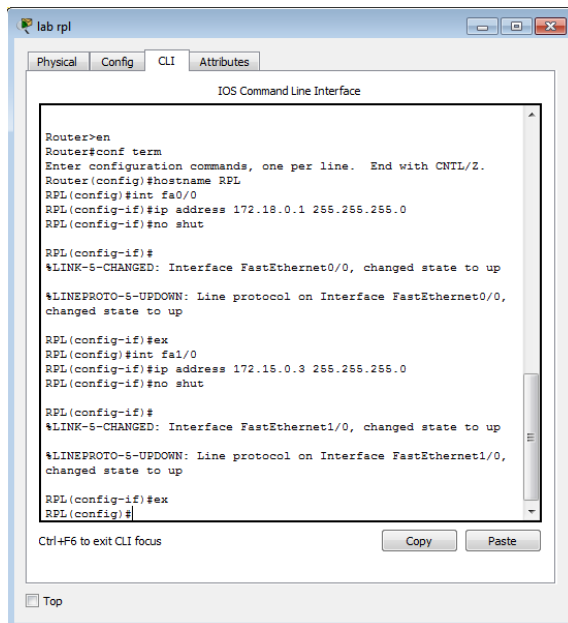 lab rpl
Physical Config CLI Attributes
IOS Command Line Interface
Router>en
Router#conf term
Enter configuration commands, one per line.  End with CNTL/Z.
Router(config)#hostname RPL
RPL(config)#int fa0/0
RPL(config-if)#ip address 172.18.0.1 255.255.255.0
RPL(config-if)#no shut
RPL(config-if)#
%LINK-5-CHANGED: Interface FastEthernet0/0, changed state to up
%LINEPROTO-5-UPDOWN: Line protocol on Interface FastEthernet0/0,
changed state to up
RPL(config-if)#ex
RPL(config)#int fa1/0
RPL(config-if)#ip address 172.15.0.3 255.255.255.0
RPL(config-if)#no shut
RPL(config-if)#
%LINK-5-CHANGED: Interface FastEthernet1/0, changed state to up
%LINEPROTO-5-UPDOWN: Line protocol on Interface FastEthernet1/0,
changed state to up
RPL(config-if)#ex
RPL(config)#
Ctrl+F6 to exit CLI focus Copy Paste
Top